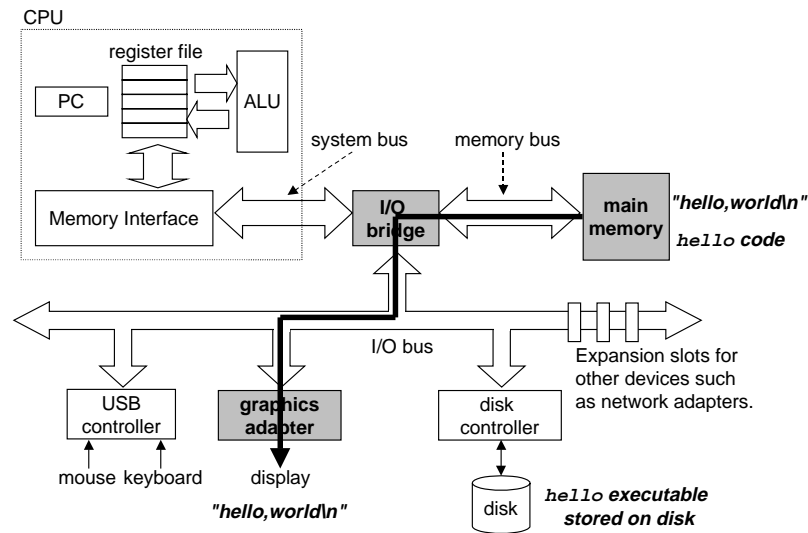 CPU
register file
PC
ALU
system bus
memory bus
Memory Interface
I/O
bridge
main
memory
"hello,world\n"
hello code
I/O bus
Expansion slots for
other devices such
as network adapters.
USB
controller
graphics
adapter
disk
controller
mouse
keyboard
display
"hello,world\n"
disk
hello executable
stored on disk